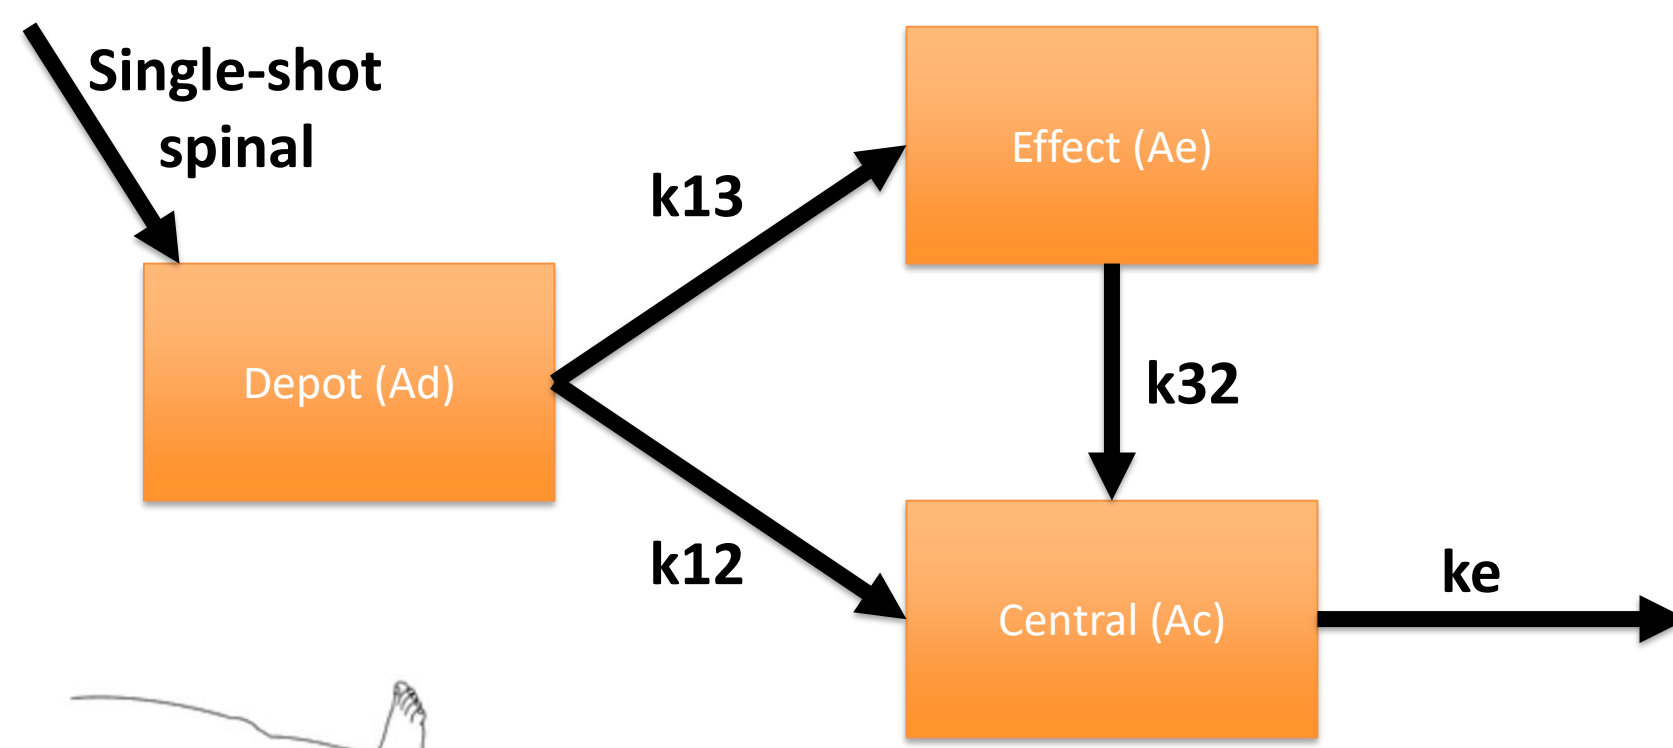 Single-shot
spinal
Effect (Ae)
k13
Depot (Ad)
k32
k12
ke
Central (Ac)